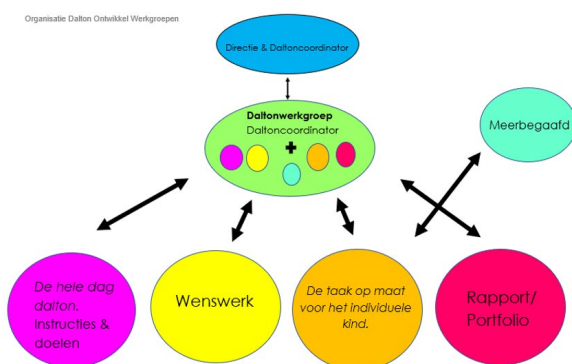 Organisatie Dalton Ontwikkel Werkgroepen
Directie & Daltoncoordinator
Daltonwerkgroep
Daltoncoordinator
+
Meerbegaafd
De hele dag
dalton,
Instructies &
doelen
Wenswerk
De taak op maat
voor het individuele
kind.
Rapport/
Portfolio